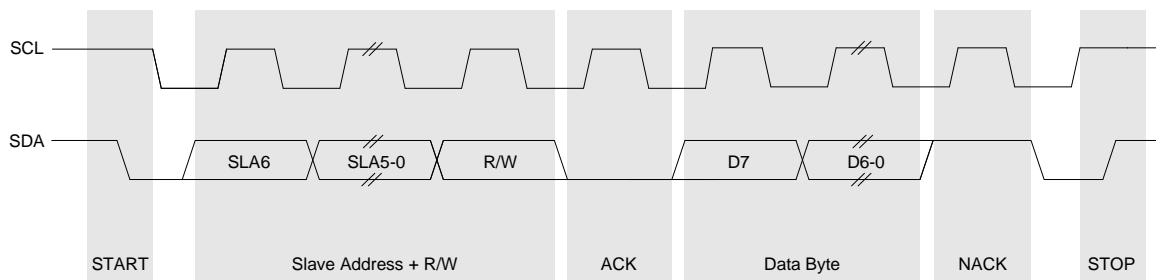 SCL
SDA
SLA6 SLA5-0 R/W D7 D6-0
START Slave Address + R/W ACK Data Byte NACK STOP